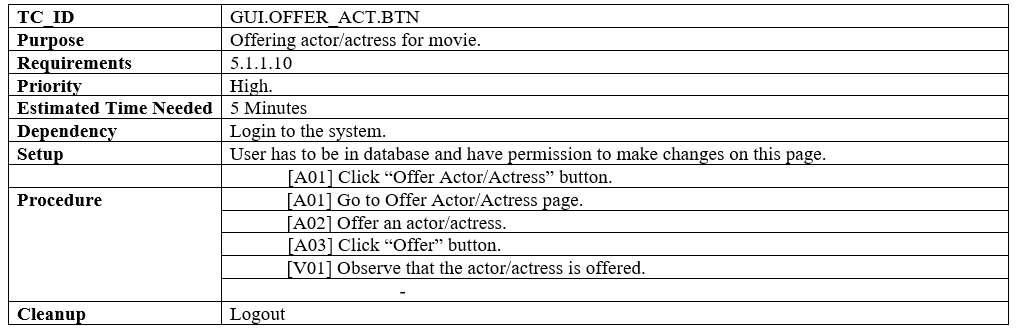 TC_ID GUI.OFFER_ACT.BTN
Purpose Offering actor/actress for movie.
Requirements 5.1.1.10
Priority High.
Estimated Time Needed 5 Minutes
Dependency Login to the system.
Setup User has to be in database and have permission to make changes on this page.
[A01] Click “Offer Actor/Actress” button.
Procedure [A01] Go to Offer Actor/Actress page.
[A02] Offer an actor/actress.
[A03] Click “Offer” button.
[V01] Observe that the actor/actress is offered.
-
Cleanup Logout